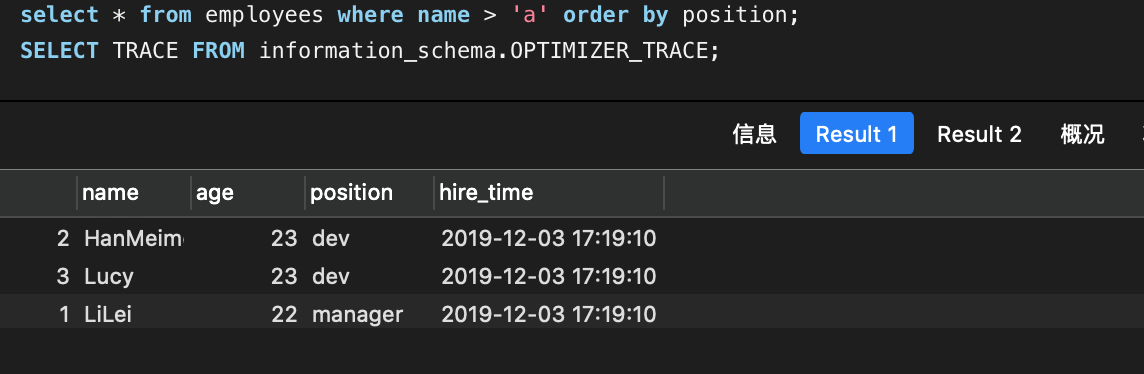 select * from employees where name > 'a' order by position;
SELECT TRACE FROM information_schema.OPTIMIZER_TRACE;
信息 Result 1 Result 2 概况
name age position hire_time
2 HanMeim 23 dev 2019-12-03 17:19:10
3 Lucy 23 dev 2019-12-03 17:19:10
1 LiLei 22 manager 2019-12-03 17:19:10